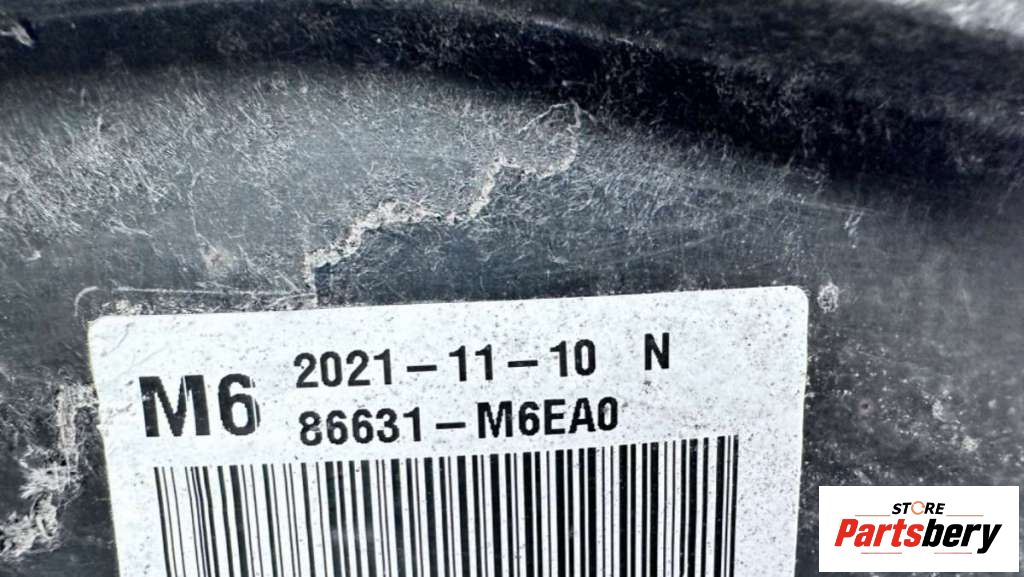 M6
2021-11-10 N
86631-M6EA0
STORE
Partsbery